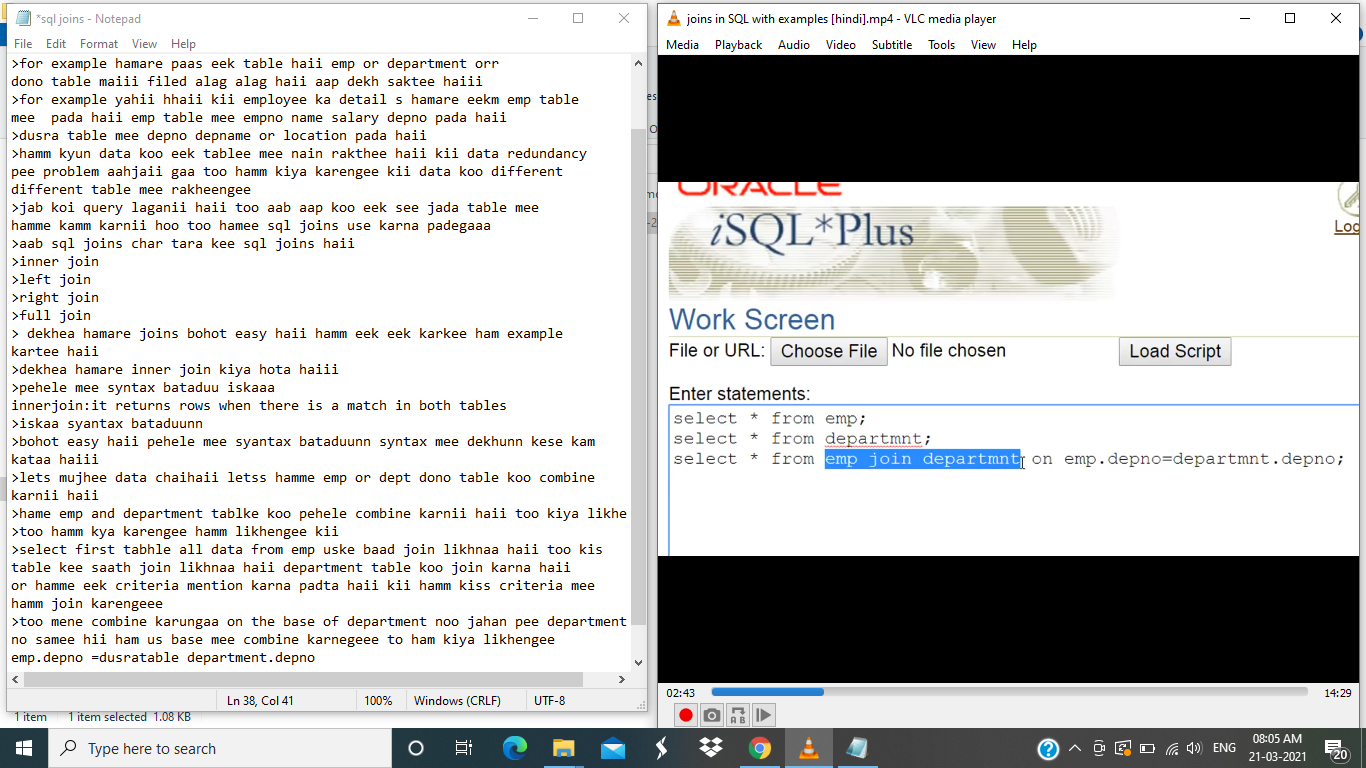 *sql joins - Notepad
File Edit Format View Help
>for example hamare paas eek table haii emp or department orr
dono table maiii filed alag alag haii aap dekh saktee haiii
>for example yahii hhaii kii employee ka detail s hamare eekm emp table
mee  pada haii emp table mee empno name salary depno pada haii
>dusra table mee depno depname or location pada haii
>hamm kyun data koo eek tablee mee nain rakthee haii kii data redundancy
pee problem aahjaii gaa too hamm kiya karengee kii data koo different
different table mee rakheengee
>jab koi query laganii haii too aab aap koo eek see jada table mee
hamme kamm karnii hoo too hamee sql joins use karna padegaaa
>aab sql joins char tara kee sql joins haii
>inner join
>left join
>right join
>full join
> dekhea hamare joins bohot easy haii hamm eek eek karkee ham example
kartee haii
>dekhea hamare inner join kiya hota haiii
>pehele mee syntax bataduu iskaaa
innerjoin:it returns rows when there is a match in both tables
>iskaa syantax bataduunn
>bohot easy haii pehele mee syantax bataduunn syntax mee dekhunn kese kam
kataa haiii
>lets mujhee data chaihaii letss hamme emp or dept dono table koo combine
karnii haii
>hame emp and department tablke koo pehele combine karnii haii too kiya likhe
>too hamm kya karengee hamm likhengee kii
>select first tabhle all data from emp uske baad join likhnaa haii too kis
table kee saath join likhnaa haii department table koo join karna haii
or hamme eek criteria mention karna padta haii kii hamm kiss criteria mee
hamm join karengeee
>too mene combine karungaa on the base of department noo jahan pee department
no samee hii ham us base mee combine karnegeee to ham kiya likhengee
emp.depno =dusratable department.depno
Ln 38, Col 41 100% Windows (CRLF) UTF-8
1 item 1 item selected 1.08 KB
joins in SQL with examples [hindi].mp4 - VLC media player
Media Playback Audio Video Subtitle Tools View Help
ORACLE
iSQL*Plus
Work Screen
File or URL: Choose File No file chosen Load Script
Enter statements:
select * from emp;
select * from departmnt;
select * from emp join departmnt on emp.depno=departmnt.depno;
02:43 14:29
Type here to search
ENG
08:05 AM
21-03-2021
20